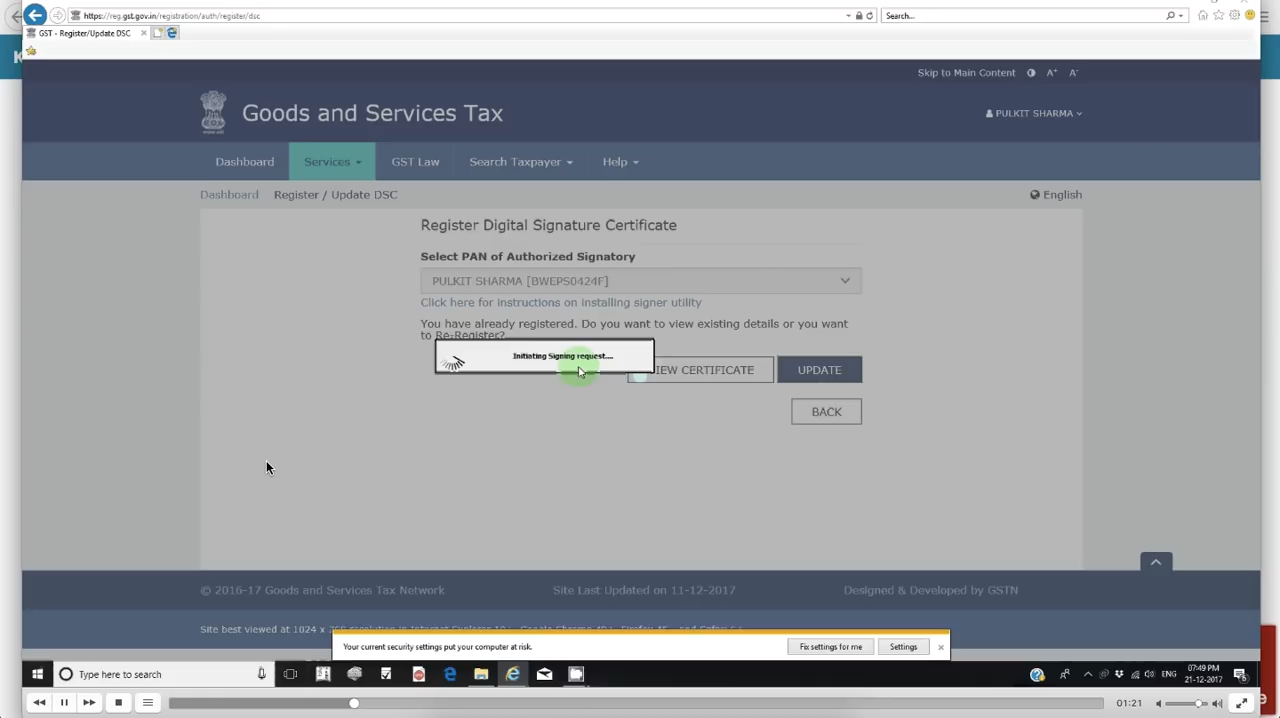 https://reg.gst.gov.in/registration/auth/register/dsc
Search...
GST - Register/Update DSC
Skip to Main Content
A+
A-
Goods and Services Tax
PULKIT SHARMA
Dashboard
Services
GST Law
Search Taxpayer
Help
Dashboard
Register / Update DSC
English
Register Digital Signature Certificate
Select PAN of Authorized Signatory
PULKIT SHARMA [BWEPS0424F]
Click here for instructions on installing signer utility
You have already registered. Do you want to view existing details or you want
to Re-Register?
Initiating Signing request....
IEW CERTIFICATE
UPDATE
BACK
© 2016-17 Goods and Services Tax Network
Site Last Updated on 11-12-2017
Designed & Developed by GSTN
Site best viewed at 1024 x
Your current security settings put your computer at risk.
Fix settings for me
Settings
Type here to search
ENG
07:49 PM
21-12-2017
01:21